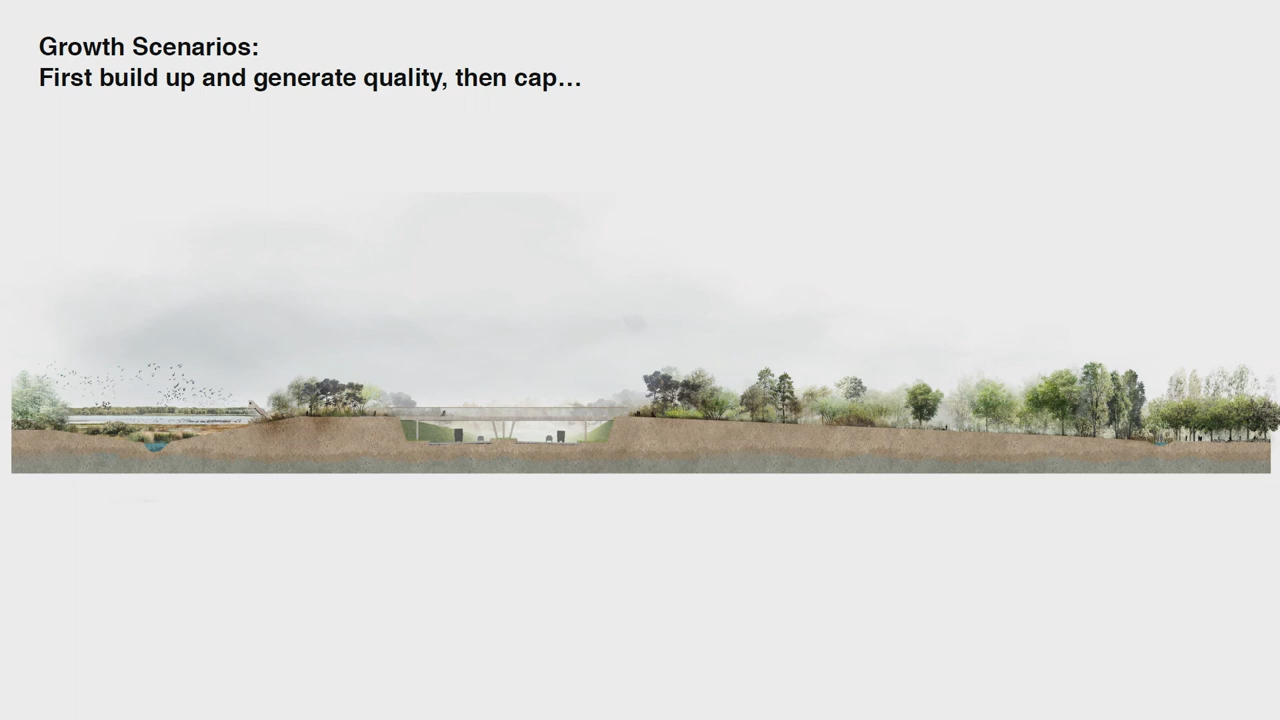 Growth Scenarios:
First build up and generate quality, then cap…